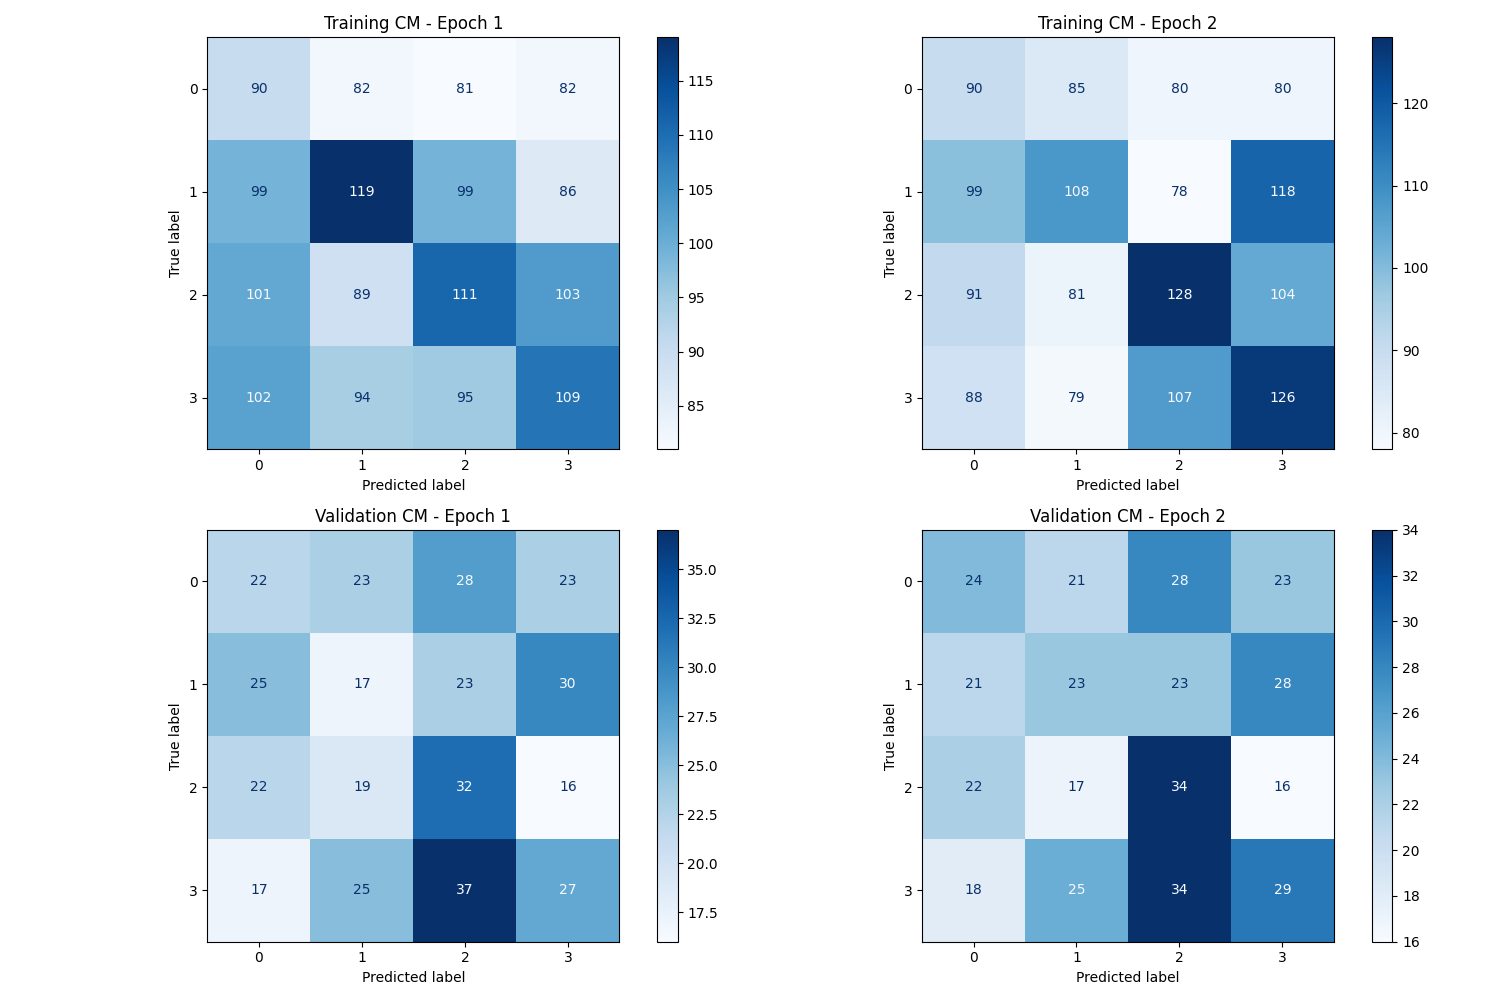 Training CM - Epoch 1
0 90 82 81 82
1 99 119 99 86
2 101 89 111 103
3 102 94 95 109
0 1 2 3
True label
Predicted label
115
110
105
100
95
90
85
Training CM - Epoch 2
0 90 85 80 80
1 99 108 78 118
2 91 81 128 104
3 88 79 107 126
0 1 2 3
True label
Predicted label
120
110
100
90
80
Validation CM - Epoch 1
0 22 23 28 23
1 25 17 23 30
2 22 19 32 16
3 17 25 37 27
0 1 2 3
True label
Predicted label
35.0
32.5
30.0
27.5
25.0
22.5
20.0
17.5
Validation CM - Epoch 2
0 24 21 28 23
1 21 23 23 28
2 22 17 34 16
3 18 25 34 29
0 1 2 3
True label
Predicted label
34
32
30
28
26
24
22
20
18
16